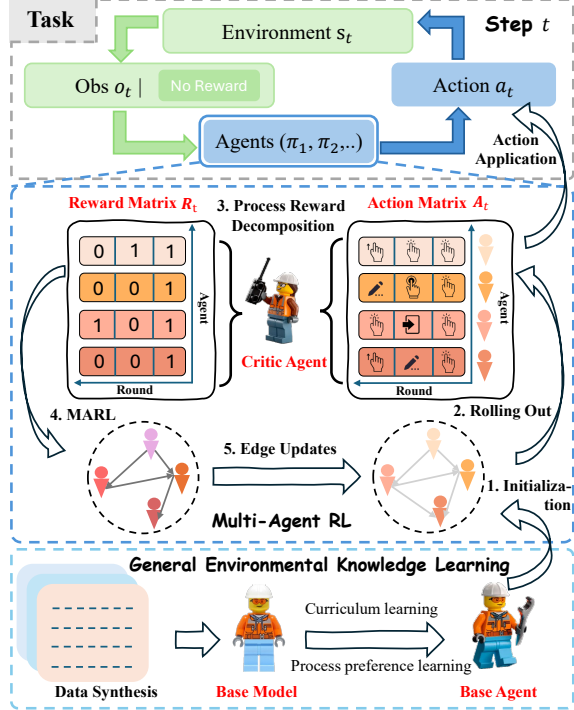 Task
Environment s_t
Step t
Obs o_t |
No Reward
Action a_t
Agents (π_1, π_2,..)
Action
Application
Reward Matrix R_t
3. Process Reward
Decomposition
Action Matrix A_t
0 1 1
0 0 1
1 0 1
0 0 1
Agent
Round
Critic Agent
Agent
Round
4. MARL
2. Rolling Out
5. Edge Updates
1. Initializa-
tion
Multi-Agent RL
General Environmental Knowledge Learning
Curriculum learning
Process preference learning
Data Synthesis
Base Model
Base Agent